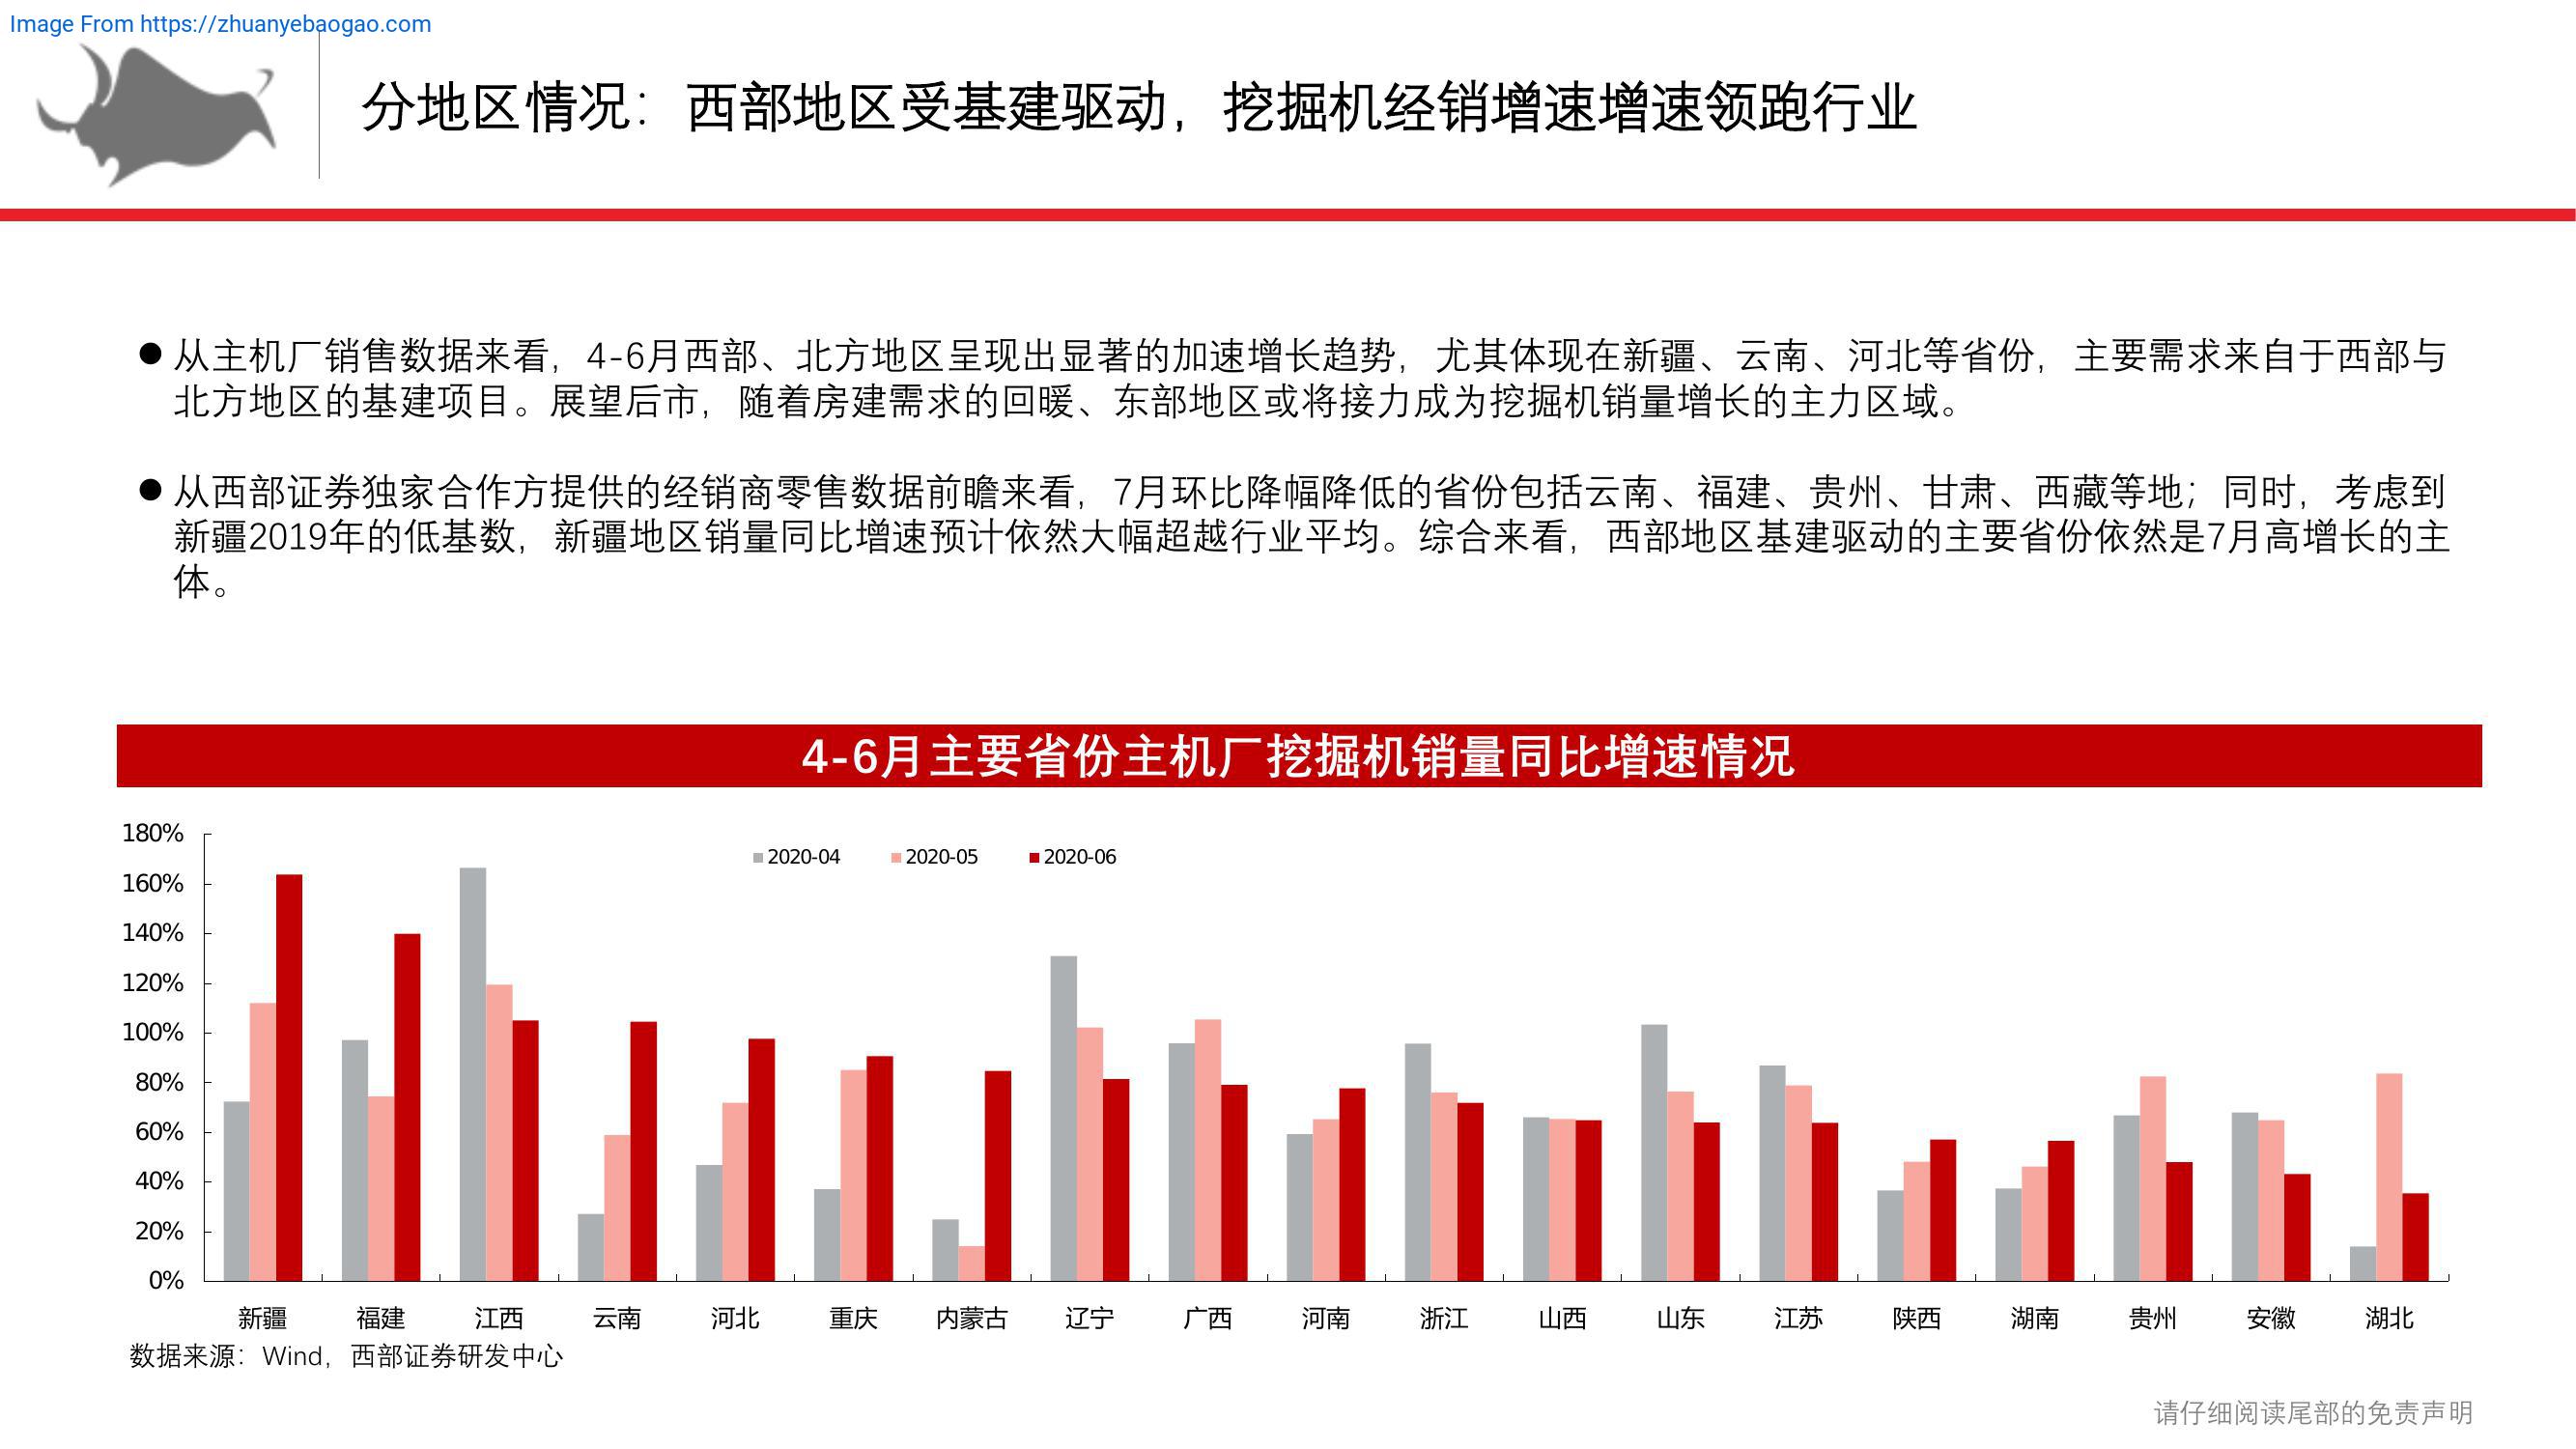 Image From https://zhuanyebaogao.com
分地区情况：西部地区受基建驱动，挖掘机经销增速增速领跑行业
● 从主机厂销售数据来看，4-6月西部、北方地区呈现出显著的加速增长趋势，尤其体现在新疆、云南、河北等省份，主要需求来自于西部与
北方地区的基建项目。展望后市，随着房建需求的回暖、东部地区或将接力成为挖掘机销量增长的主力区域。
● 从西部证券独家合作方提供的经销商零售数据前瞻来看，7月环比降幅降低的省份包括云南、福建、贵州、甘肃、西藏等地；同时，考虑到
新疆2019年的低基数，新疆地区销量同比增速预计依然大幅超越行业平均。综合来看，西部地区基建驱动的主要省份依然是7月高增长的主
体。
4-6月主要省份主机厂挖掘机销量同比增速情况
2020-04 2020-05 2020-06
180%
160%
140%
120%
100%
80%
60%
40%
20%
0%
新疆 福建 江西 云南 河北 重庆 内蒙古 辽宁 广西 河南 浙江 山西 山东 江苏 陕西 湖南 贵州 安徽 湖北
数据来源：Wind，西部证券研发中心
请仔细阅读尾部的免责声明